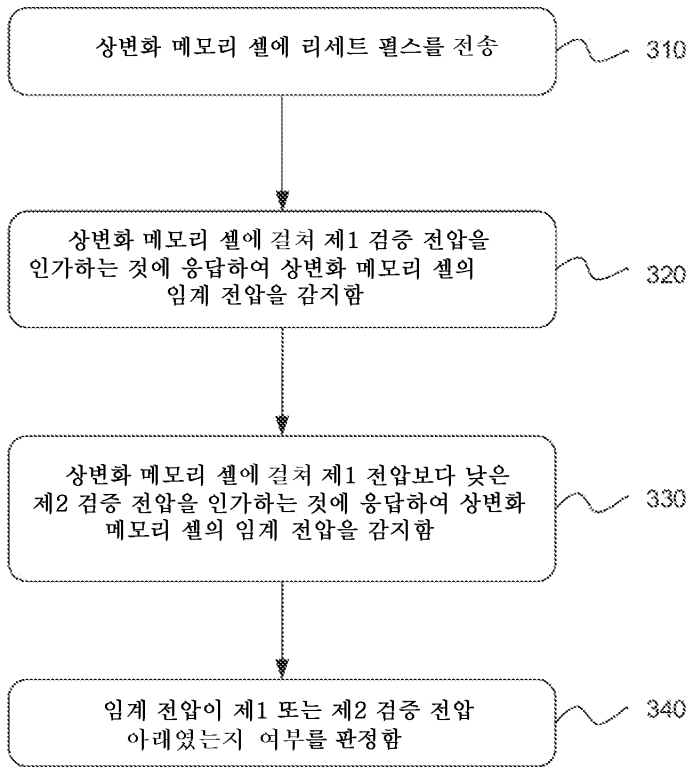 상변화 메모리 셀에 리세트 펄스를 전송
310
상변화 메모리 셀에 걸쳐 제1 검증 전압을
인가하는 것에 응답하여 상변화 메모리 셀의
임계 전압을 감지함
320
상변화 메모리 셀에 걸쳐 제1 전압보다 낮은
제2 검증 전압을 인가하는 것에 응답하여 상변화
메모리 셀의 임계 전압을 감지함
330
임계 전압이 제1 또는 제2 검증 전압
아래였는지 여부를 판정함
340